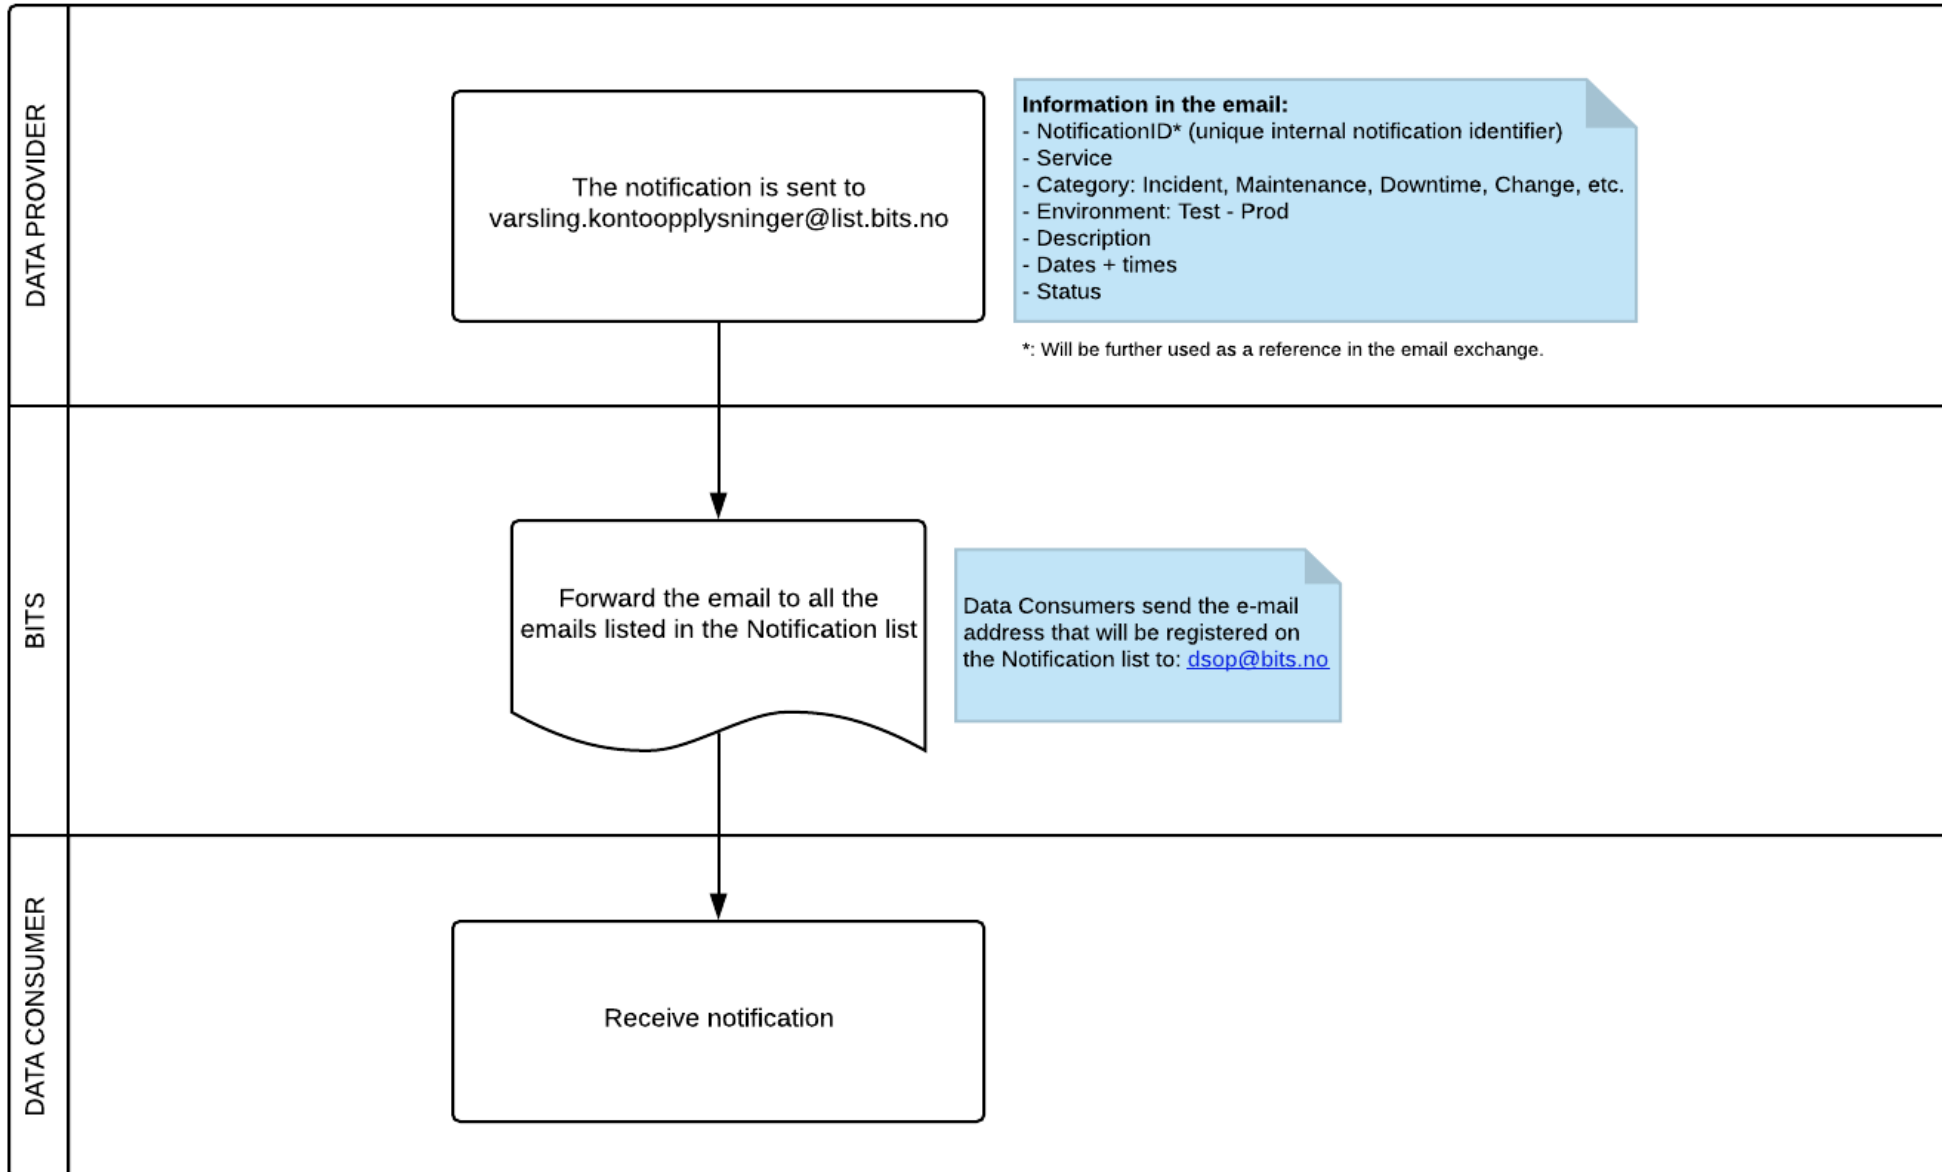 DATA PROVIDER
The notification is sent to
varsling.kontoopplysninger@list.bits.no
Information in the email:
- NotificationID* (unique internal notification identifier)
- Service
- Category: Incident, Maintenance, Downtime, Change, etc.
- Environment: Test - Prod
- Description
- Dates + times
- Status
*: Will be further used as a reference in the email exchange.
BITS
Forward the email to all the
emails listed in the Notification list
Data Consumers send the e-mail
address that will be registered on
the Notification list to: dsop@bits.no
DATA CONSUMER
Receive notification